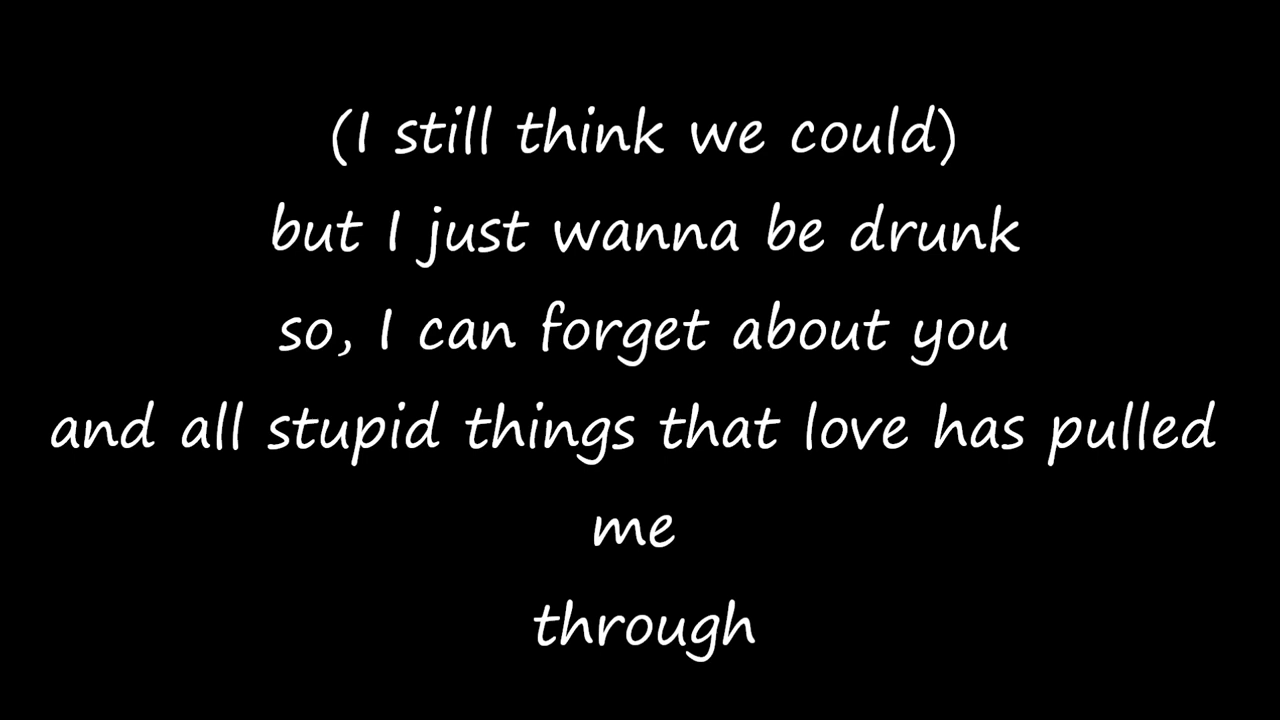 (I still think we could)
but I just wanna be drunk
so, I can forget about you
and all stupid things that love has pulled
me
through